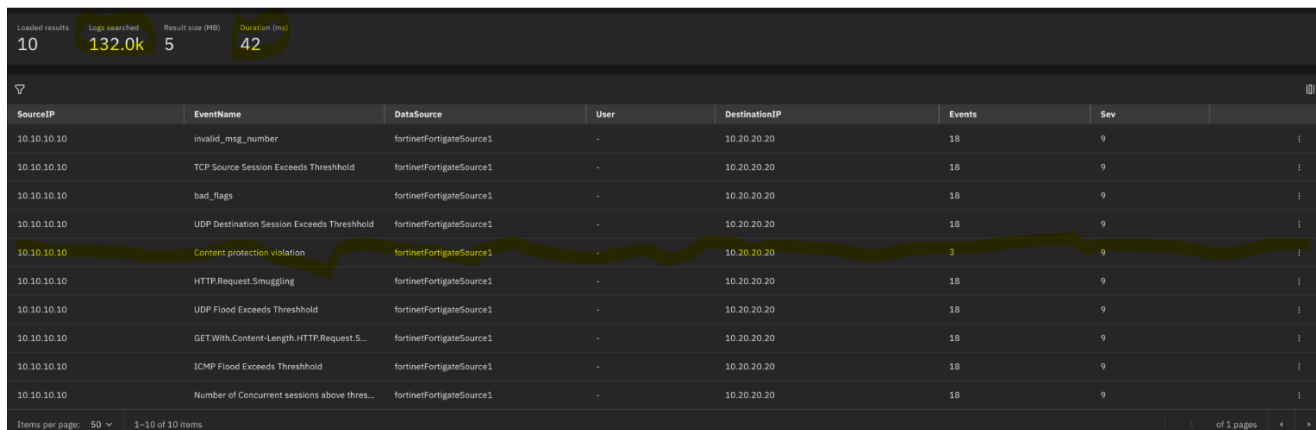 Loaded results Logs searched Result size (MB) Duration (ms)
10 132.0k 5 42
SourceIP EventName DataSource User DestinationIP Events Sev
10.10.10.10 invalid_msg_number fortinetFortigateSource1 - 10.20.20.20 18 9
10.10.10.10 TCP Source Session Exceeds Threshhold fortinetFortigateSource1 - 10.20.20.20 18 9
10.10.10.10 bad_flags fortinetFortigateSource1 - 10.20.20.20 18 9
10.10.10.10 UDP Destination Session Exceeds Threshhold fortinetFortigateSource1 - 10.20.20.20 18 9
10.10.10.10 Content protection violation fortinetFortigateSource1 - 10.20.20.20 3 9
10.10.10.10 HTTP.Request.Smuggling fortinetFortigateSource1 - 10.20.20.20 18 9
10.10.10.10 UDP Flood Exceeds Threshhold fortinetFortigateSource1 - 10.20.20.20 18 9
10.10.10.10 GET.With.Content-Length.HTTP.Request.S... fortinetFortigateSource1 - 10.20.20.20 18 9
10.10.10.10 ICMP Flood Exceeds Threshhold fortinetFortigateSource1 - 10.20.20.20 18 9
10.10.10.10 Number of Concurrent sessions above thres... fortinetFortigateSource1 - 10.20.20.20 18 9
Items per page: 50 1–10 of 10 items of 1 pages